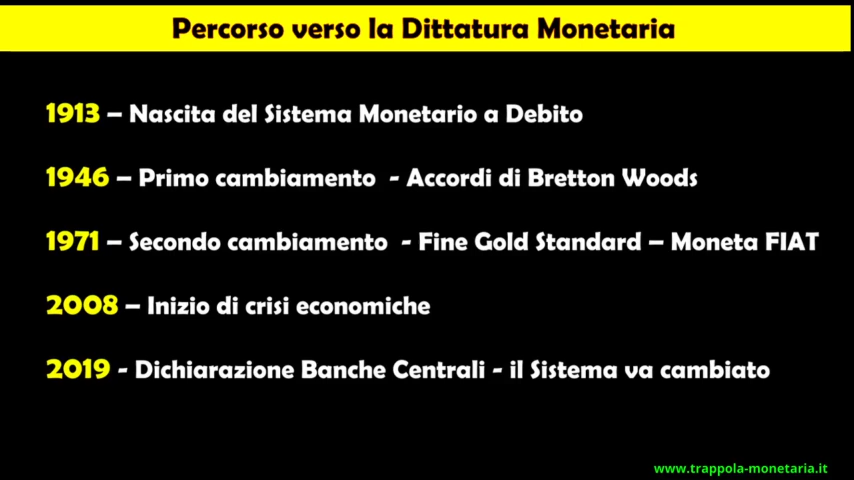 Percorso verso la Dittatura Monetaria
1913 – Nascita del Sistema Monetario a Debito
1946 – Primo cambiamento - Accordi di Bretton Woods
1971 – Secondo cambiamento - Fine Gold Standard – Moneta FIAT
2008 – Inizio di crisi economiche
2019 - Dichiarazione Banche Centrali - il Sistema va cambiato
www.trappola-monetaria.it